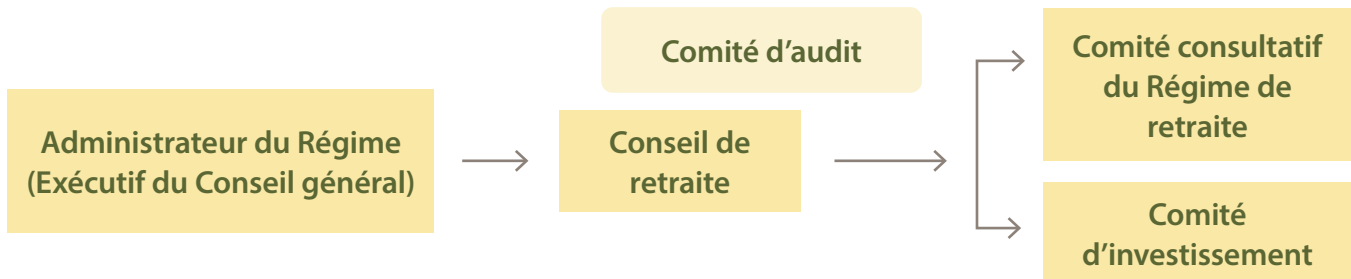 Administrateur du Régime
(Exécutif du Conseil général)
Comité d’audit
Conseil de
retraite
Comité consultatif
du Régime de
retraite
Comité
d’investissement